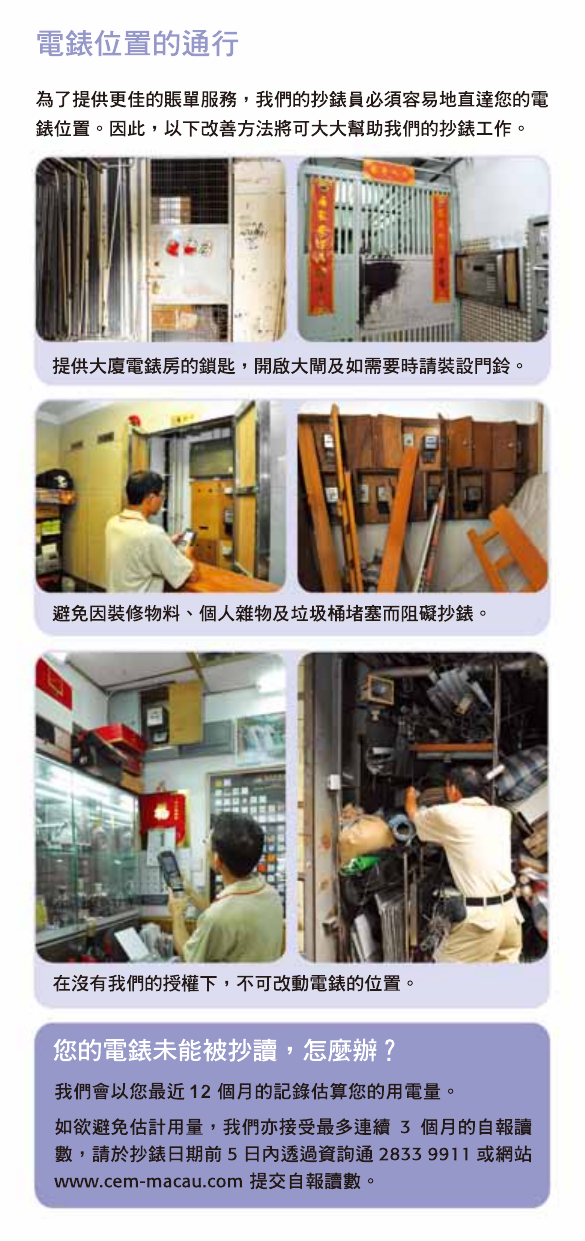 電錶位置的通行
為了提供更佳的賬單服務，我們的抄錶員必須容易地直達您的電
錶位置。因此，以下改善方法將可大大幫助我們的抄錶工作。
提供大廈電錶房的鎖匙，開啟大閘及如需要時請裝設門鈴。
避免因裝修物料、個人雜物及垃圾桶堵塞而阻礙抄錶。
在沒有我們的授權下，不可改動電錶的位置。
您的電錶未能被抄讀，怎麼辦？
我們會以您最近 12 個月的記錄估算您的用電量。
如欲避免估計用量，我們亦接受最多連續 3 個月的自報讀
數，請於抄錶日期前 5 日內透過資詢通 2833 9911 或網站
www.cem-macau.com 提交自報讀數。